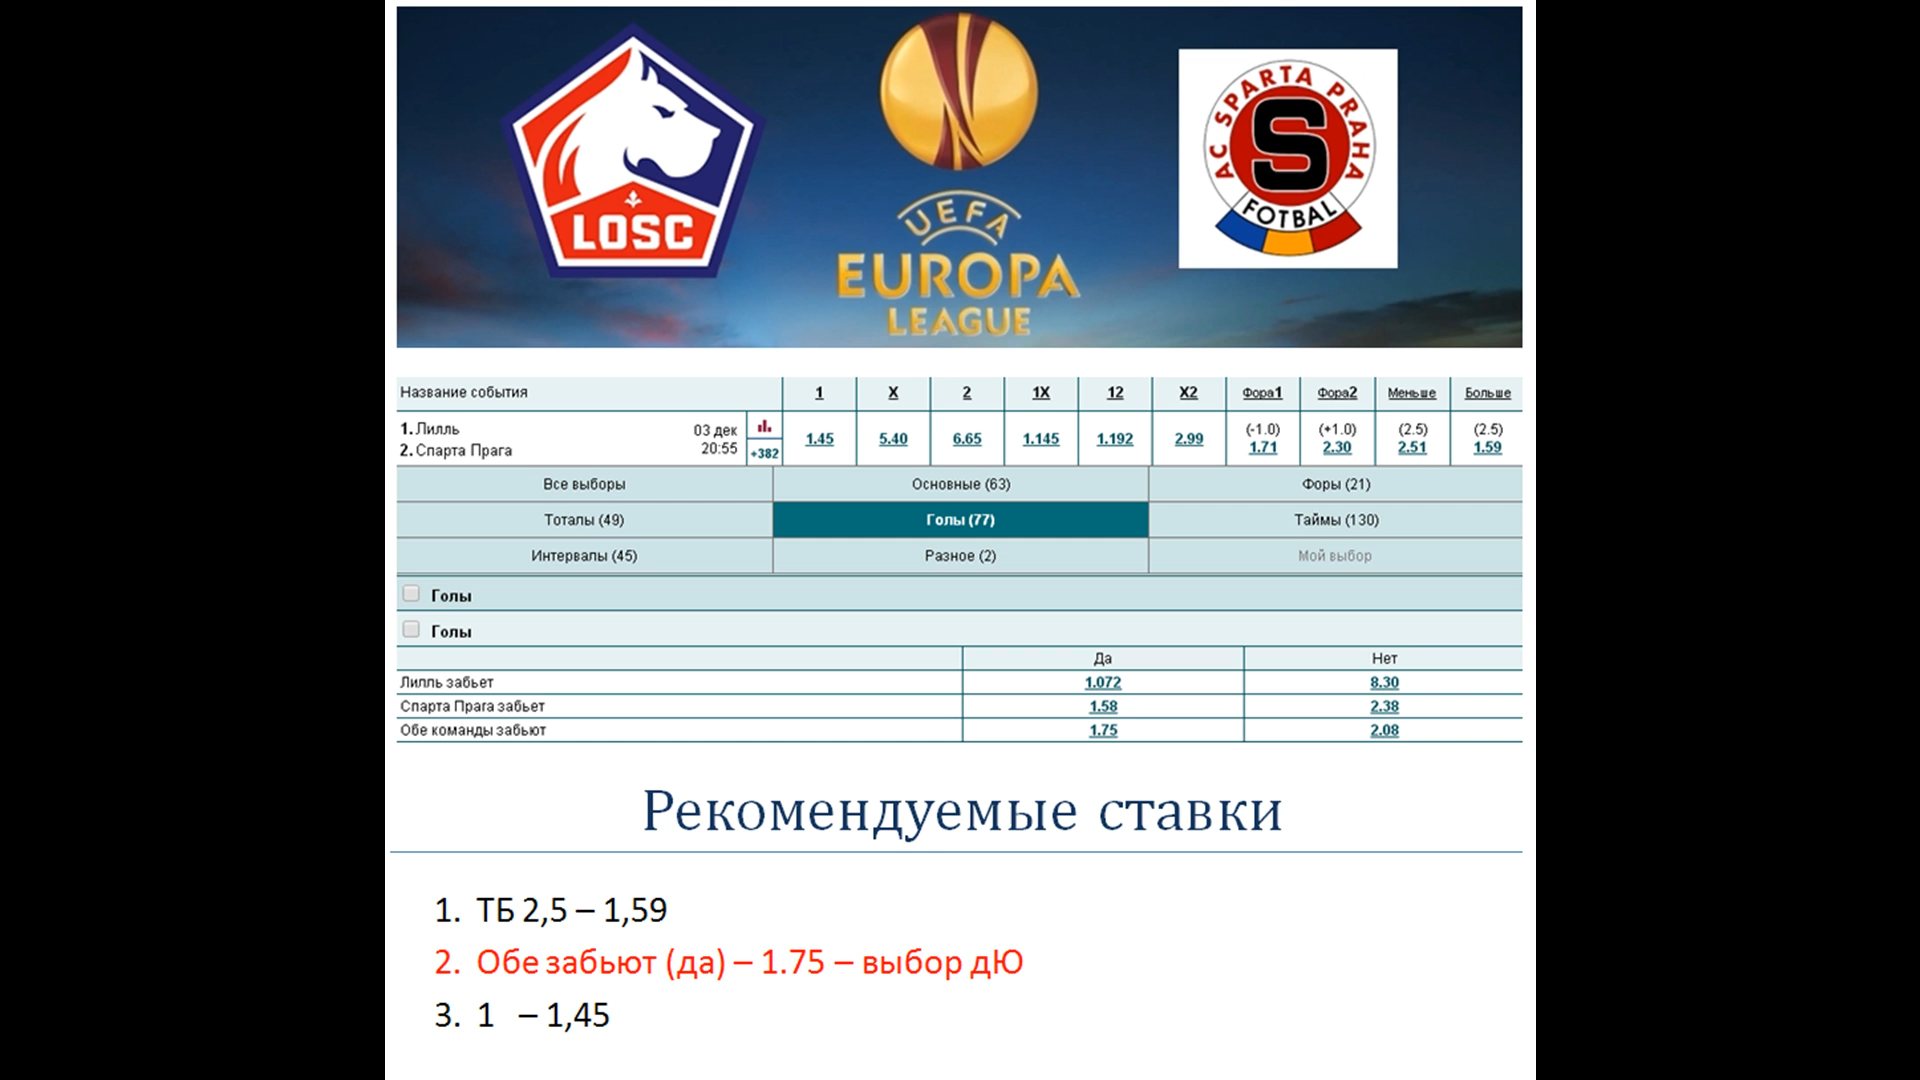 LOSC
UEFA
EUROPA
LEAGUE
AC SPARTA PRAHA
S
FOTBAL
Название события 1 X 2 1X 12 X2 Фора1 Фора2 Меньше Больше
1. Лилль 03 дек (-1.0) (+1.0) (2.5) (2.5)
2. Спарта Прага 20:55 +382 1.45 5.40 6.65 1.145 1.192 2.99 1.71 2.30 2.51 1.59
Все выборы Основные (63) Форы (21)
Тоталы (49) Голы (77) Таймы (130)
Интервалы (45) Разное (2) Мой выбор
Голы
Голы
Да Нет
Лилль забьет 1.072 8.30
Спарта Прага забьет 1.58 2.38
Обе команды забьют 1.75 2.08
Рекомендуемые ставки
1. ТБ 2,5 – 1,59
2. Обе забьют (да) – 1.75 – выбор дЮ
3. 1 – 1,45